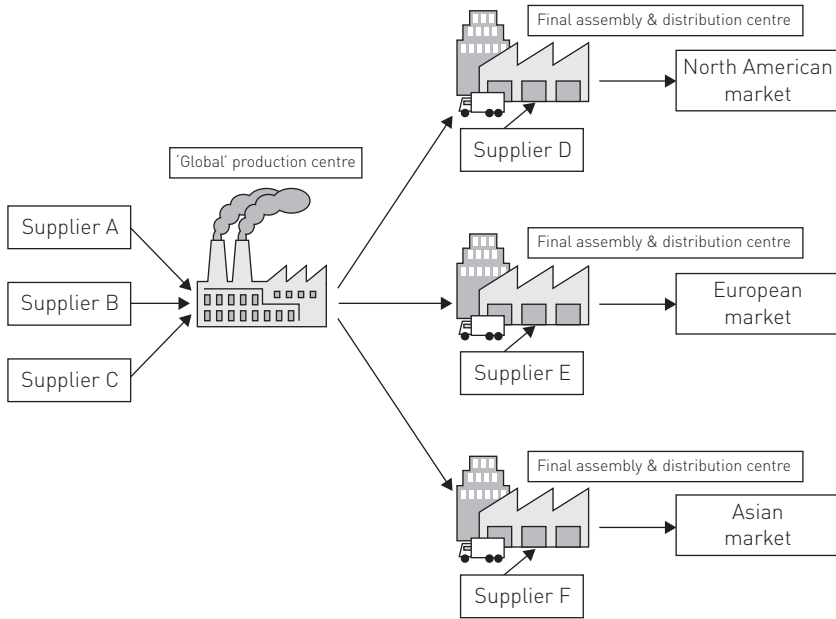 Final assembly & distribution centre
North American
market
Supplier D
'Global' production centre
Supplier A
Supplier B
Supplier C
Final assembly & distribution centre
European
market
Supplier E
Final assembly & distribution centre
Asian
market
Supplier F